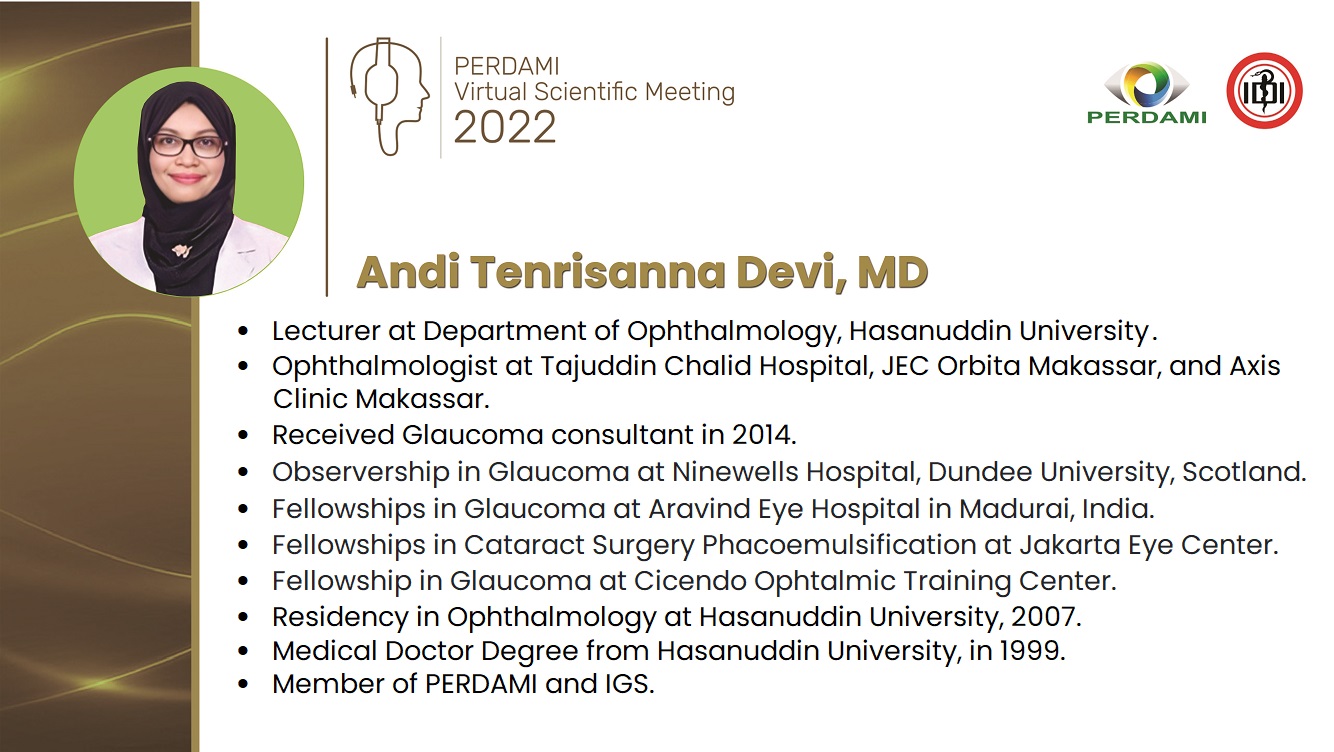 PERDAMI
Virtual Scientific Meeting
2022
PERDAMI
IDI
Andi Tenrisanna Devi, MD
• Lecturer at Department of Ophthalmology, Hasanuddin University.
• Ophthalmologist at Tajuddin Chalid Hospital, JEC Orbita Makassar, and Axis
Clinic Makassar.
• Received Glaucoma consultant in 2014.
• Observership in Glaucoma at Ninewells Hospital, Dundee University, Scotland.
• Fellowships in Glaucoma at Aravind Eye Hospital in Madurai, India.
• Fellowships in Cataract Surgery Phacoemulsification at Jakarta Eye Center.
• Fellowship in Glaucoma at Cicendo Ophtalmic Training Center.
• Residency in Ophthalmology at Hasanuddin University, 2007.
• Medical Doctor Degree from Hasanuddin University, in 1999.
• Member of PERDAMI and IGS.